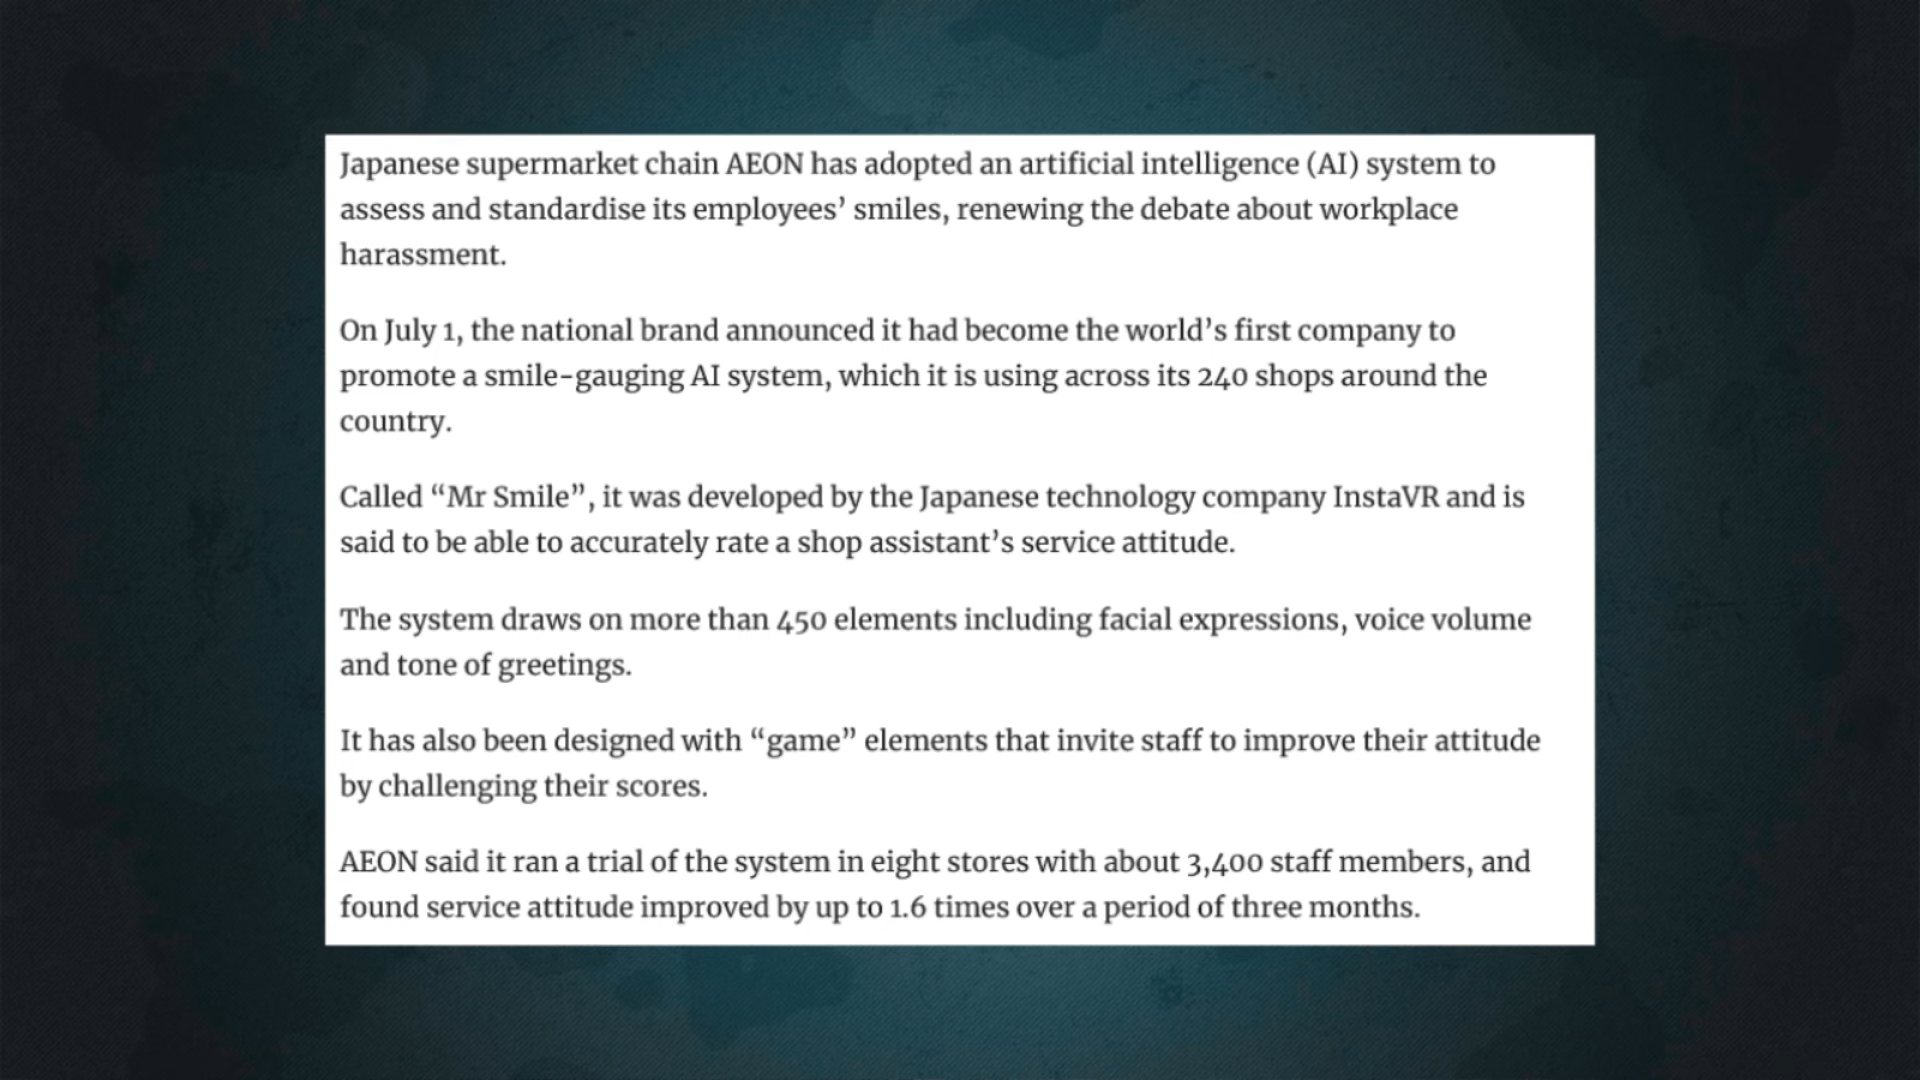 Japanese supermarket chain AEON has adopted an artificial intelligence (AI) system to
assess and standardise its employees’ smiles, renewing the debate about workplace
harassment.
On July 1, the national brand announced it had become the world’s first company to
promote a smile-gauging AI system, which it is using across its 240 shops around the
country.
Called “Mr Smile”, it was developed by the Japanese technology company InstaVR and is
said to be able to accurately rate a shop assistant’s service attitude.
The system draws on more than 450 elements including facial expressions, voice volume
and tone of greetings.
It has also been designed with “game” elements that invite staff to improve their attitude
by challenging their scores.
AEON said it ran a trial of the system in eight stores with about 3,400 staff members, and
found service attitude improved by up to 1.6 times over a period of three months.